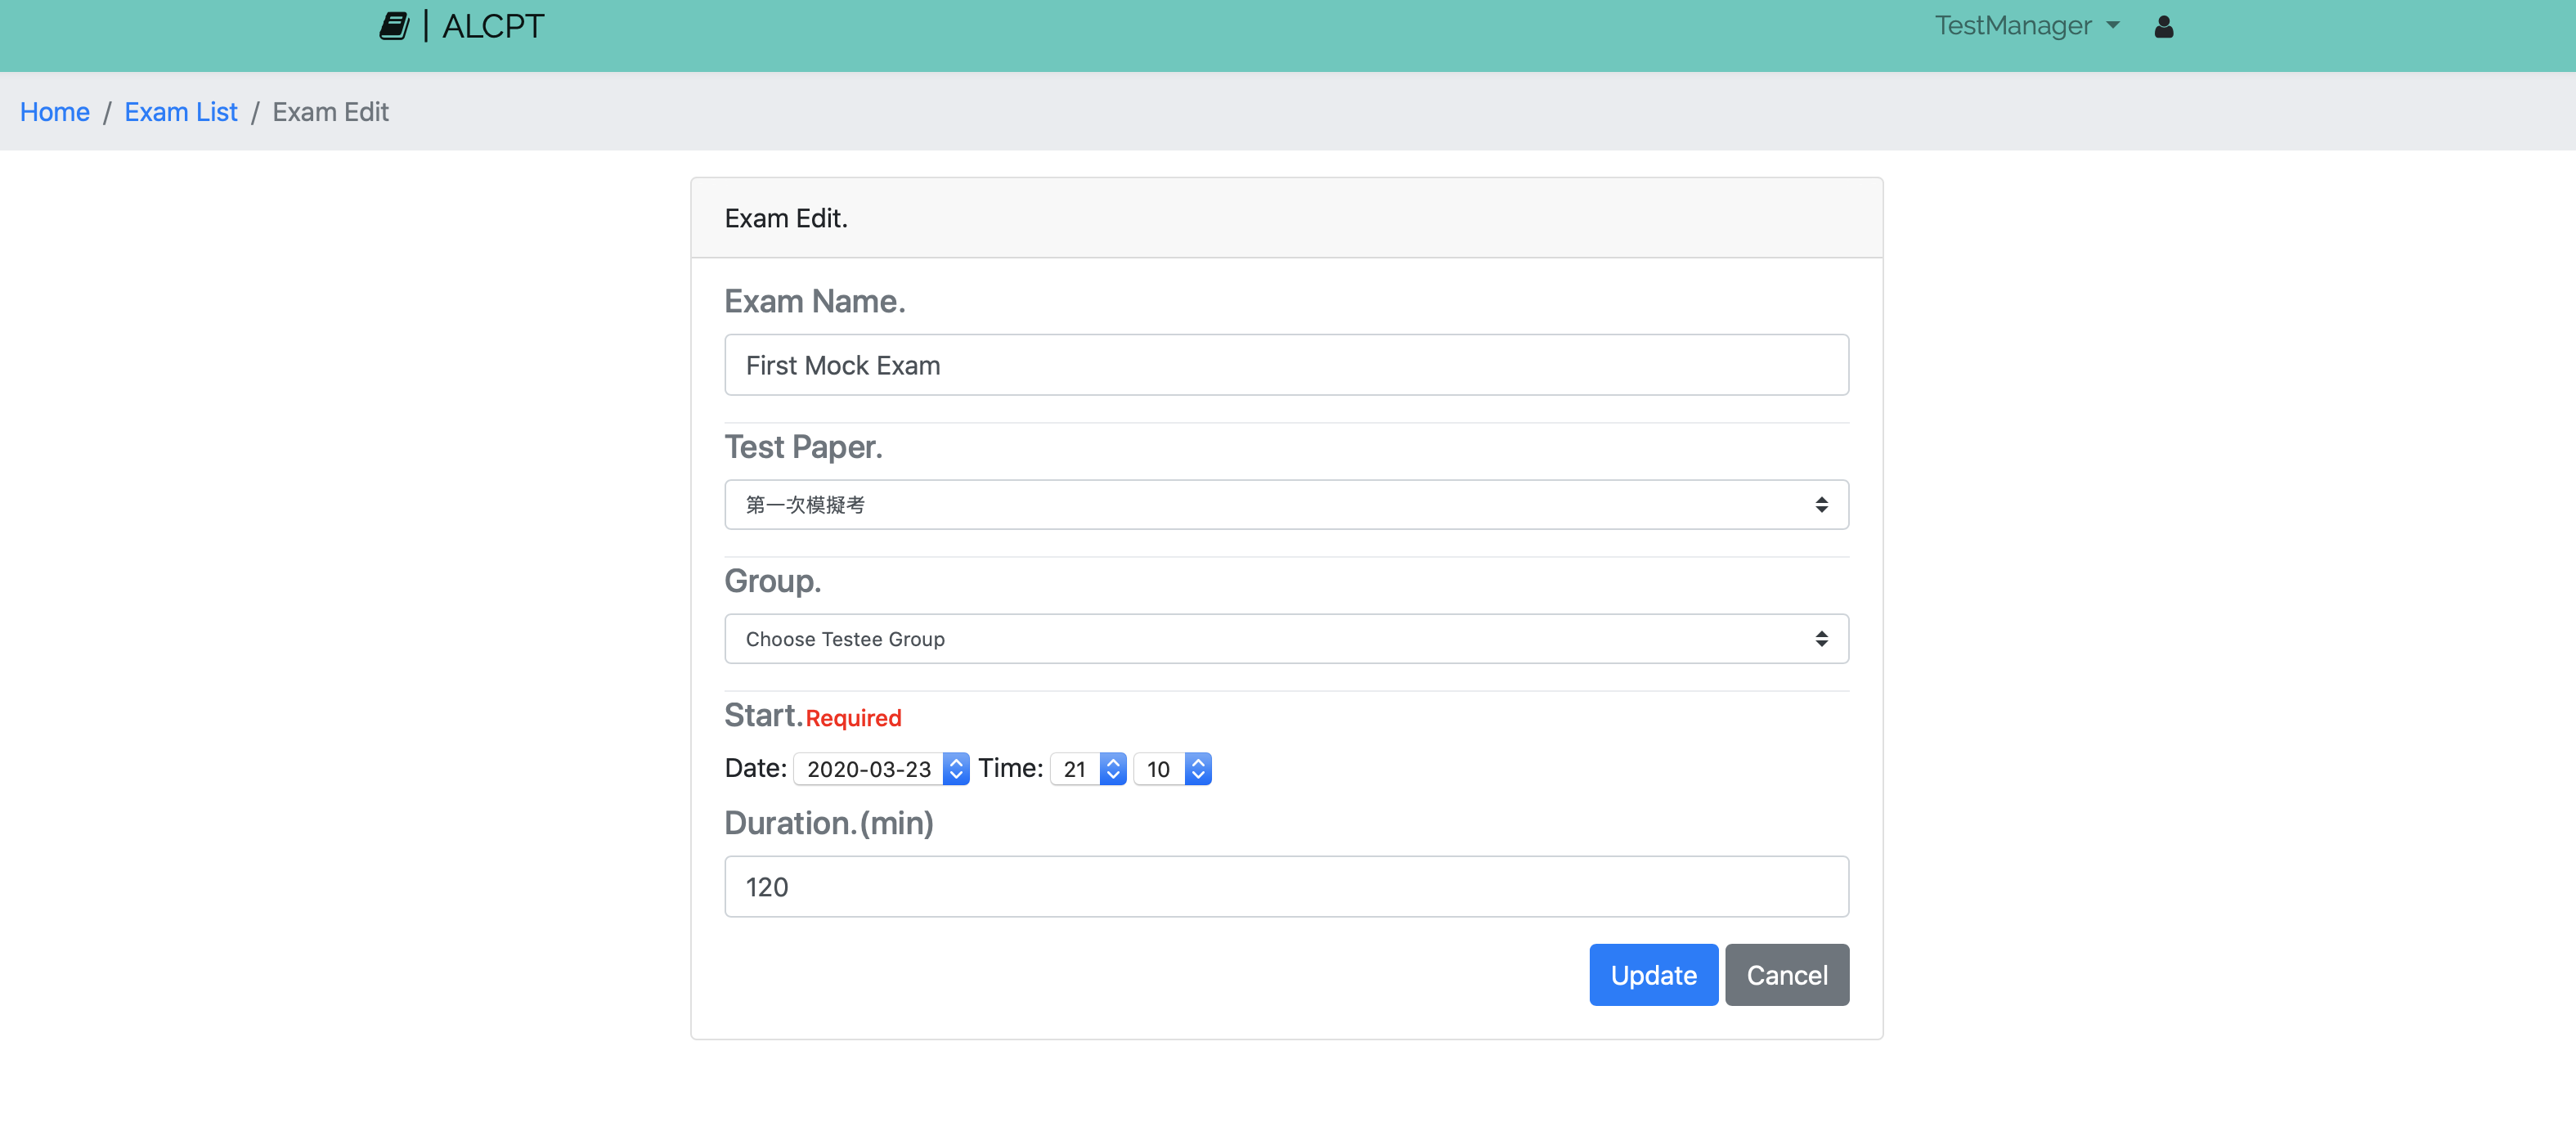 | ALCPT
TestManager
Home / Exam List / Exam Edit
Exam Edit.
Exam Name.
First Mock Exam
Test Paper.
第一次模擬考
Group.
Choose Testee Group
Start.Required
Date: 2020-03-23 Time: 21 10
Duration.(min)
120
Update Cancel